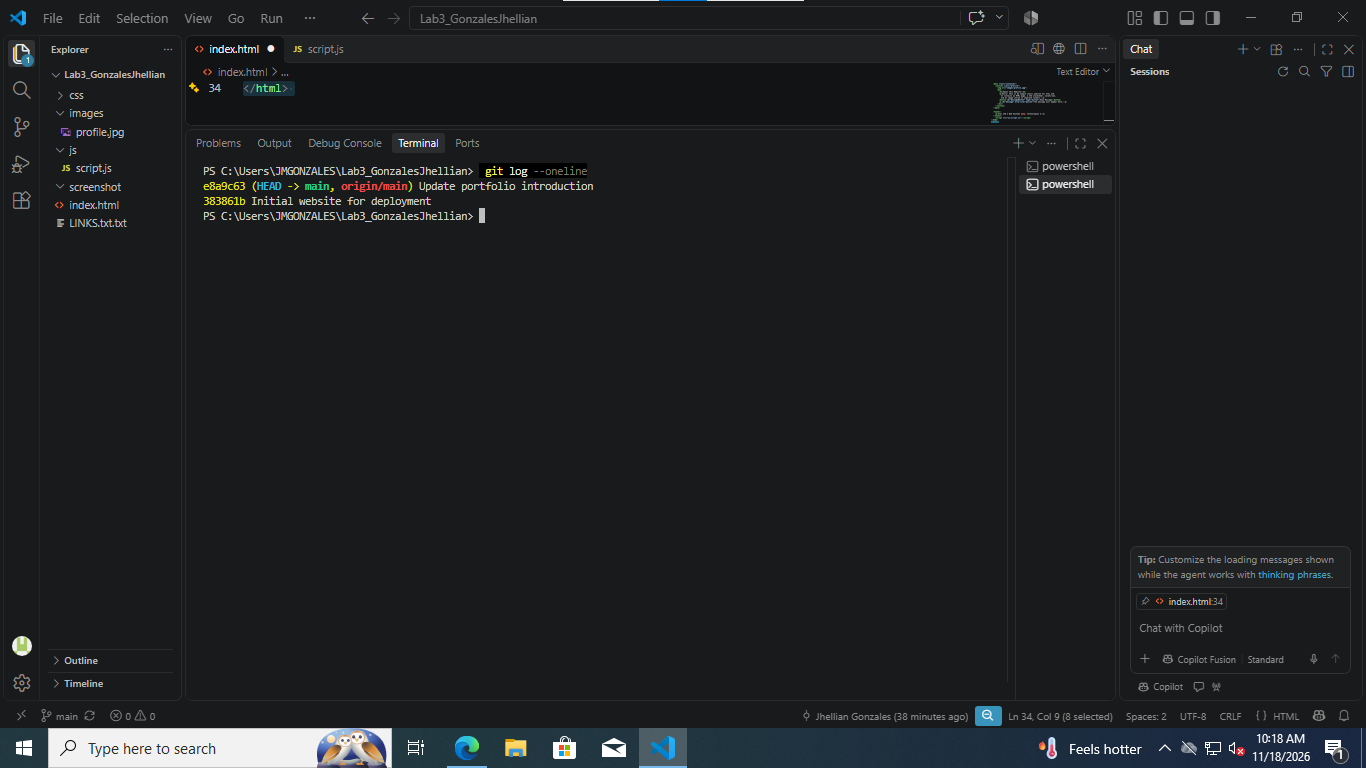 File Edit Selection View Go Run ··· Lab3_GonzalesJhellian
Explorer
1
Lab3_GonzalesJhellian
css
images
profile.jpg
js
JS script.js
screenshot
index.html
LINKS.txt.txt
Outline
Timeline
index.html
JS script.js
index.html > ...
Text Editor
34 </html>
Problems Output Debug Console Terminal Ports
PS C:\Users\JMGONZALES\Lab3_GonzalesJhellian> git log --oneline
e8a9c63 (HEAD -> main, origin/main) Update portfolio introduction
383861b Initial website for deployment
PS C:\Users\JMGONZALES\Lab3_GonzalesJhellian>
powershell
powershell
Chat
Sessions
Tip: Customize the loading messages shown
while the agent works with thinking phrases.
index.html:34
Chat with Copilot
Copilot Fusion Standard
Copilot
main 0 0 Jhellian Gonzales (38 minutes ago) Ln 34, Col 9 (8 selected) Spaces: 2 UTF-8 CRLF {} HTML
Type here to search
Feels hotter
10:18 AM
11/18/2026
1